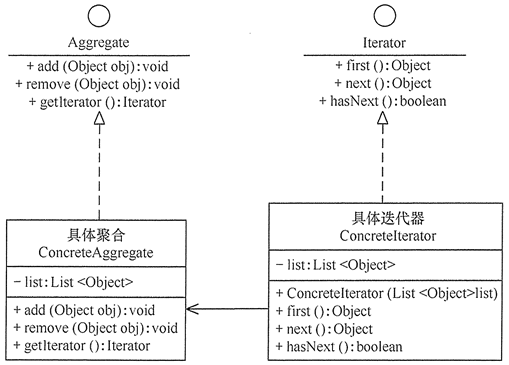 Aggregate
+ add (Object obj):void
+ remove (Object obj):void
+ getIterator ():Iterator
Iterator
+ first ():Object
+ next ():Object
+ hasNext ():boolean
具体聚合
ConcreteAggregate
- list:List <Object>
+ add (Object obj):void
+ remove (Object obj):void
+ getIterator ():Iterator
具体迭代器
ConcreteIterator
- list:List <Object>
+ ConcreteIterator (List <Object>list)
+ first ():Object
+ next ():Object
+ hasNext ():boolean